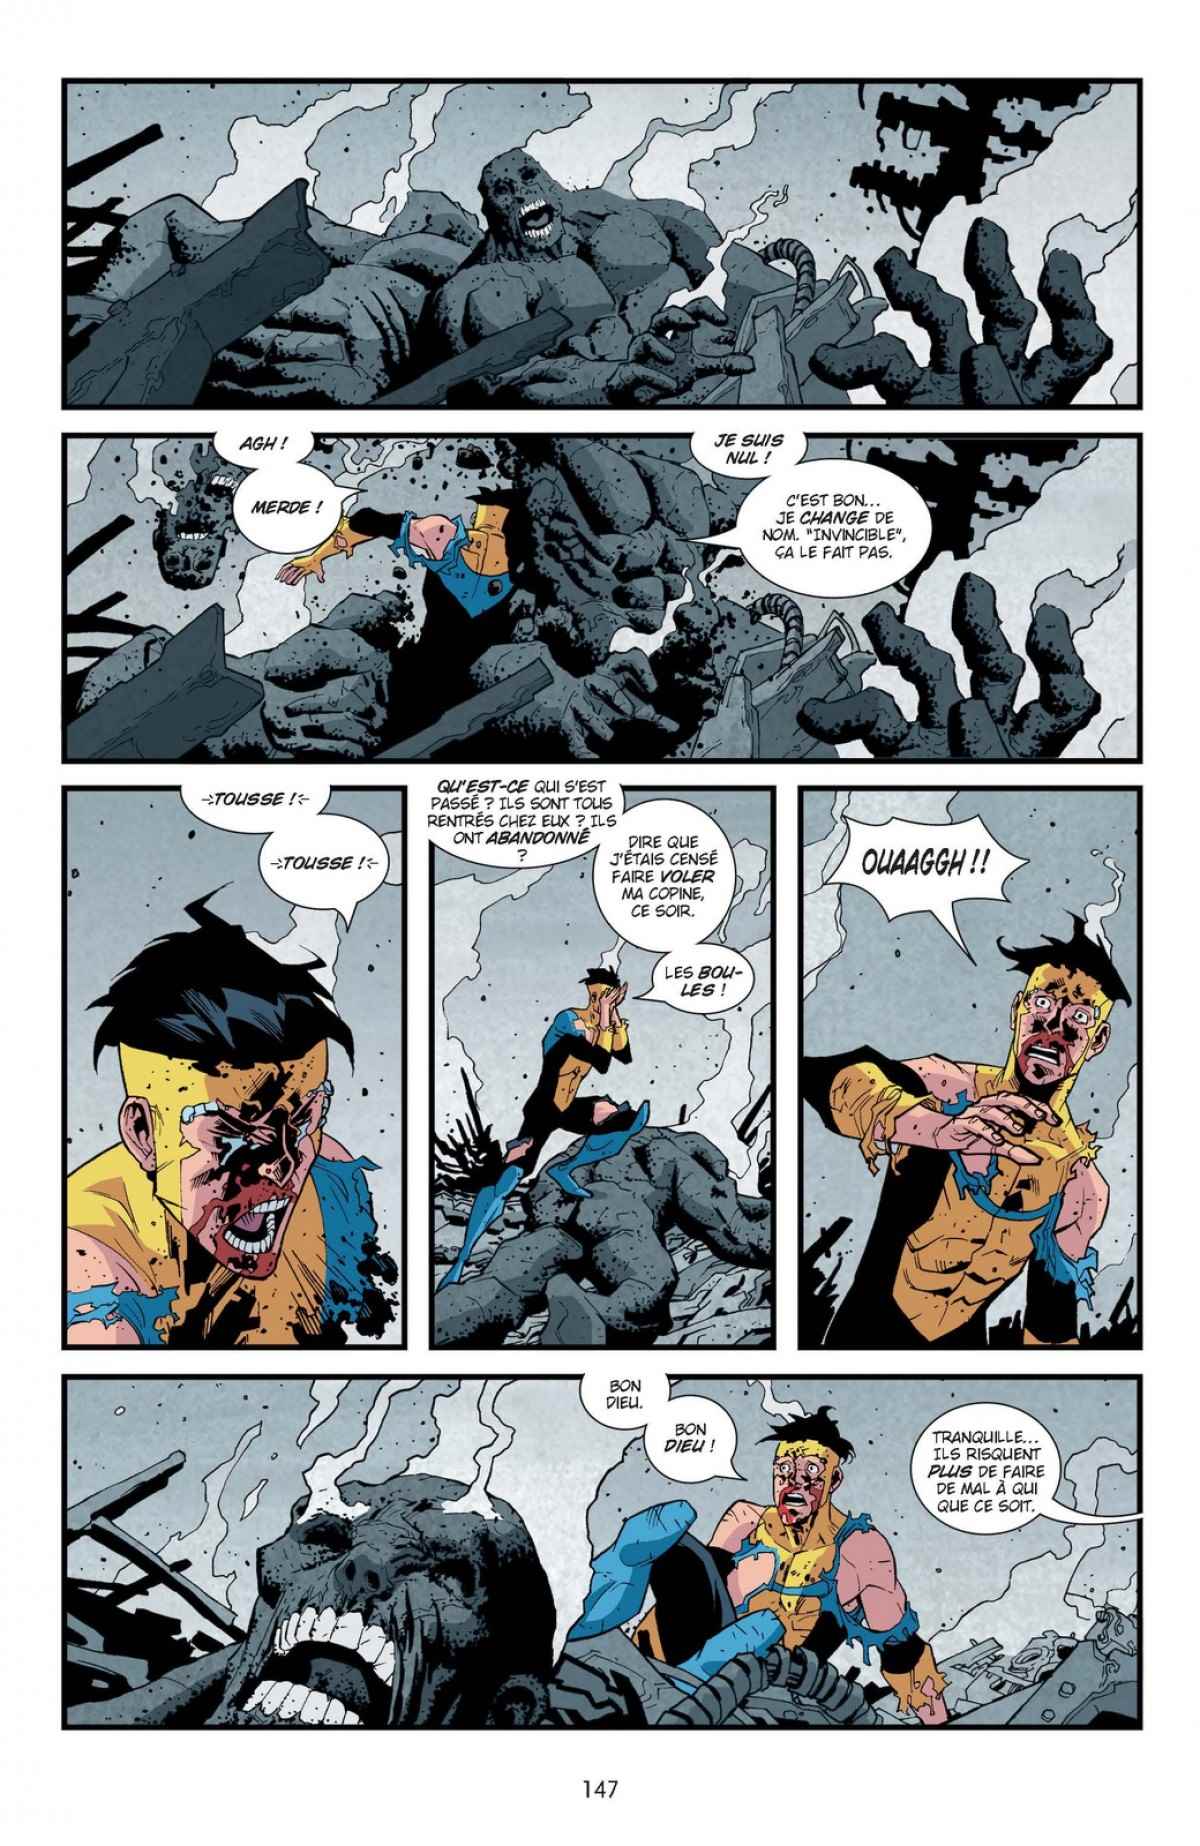 AGH !
MERDE !
JE SUIS
NUL !
C'EST BON...
JE CHANGE DE
NOM. "INVINCIBLE",
ÇA LE FAIT PAS.
TOUSSE !
TOUSSE !
QU'EST-CE QUI S'EST
PASSÉ ? ILS SONT TOUS
RENTRÉS CHEZ EUX ? ILS
ONT ABANDONNÉ
?
DIRE QUE
J'ÉTAIS CENSÉ
FAIRE VOLER
MA COPINE,
CE SOIR.
LES BOU-
LES !
OUAAGGH !!
BON
DIEU.
BON
DIEU !
TRANQUILLE...
ILS RISQUENT
PLUS DE FAIRE
DE MAL À QUI
QUE CE SOIT.
147